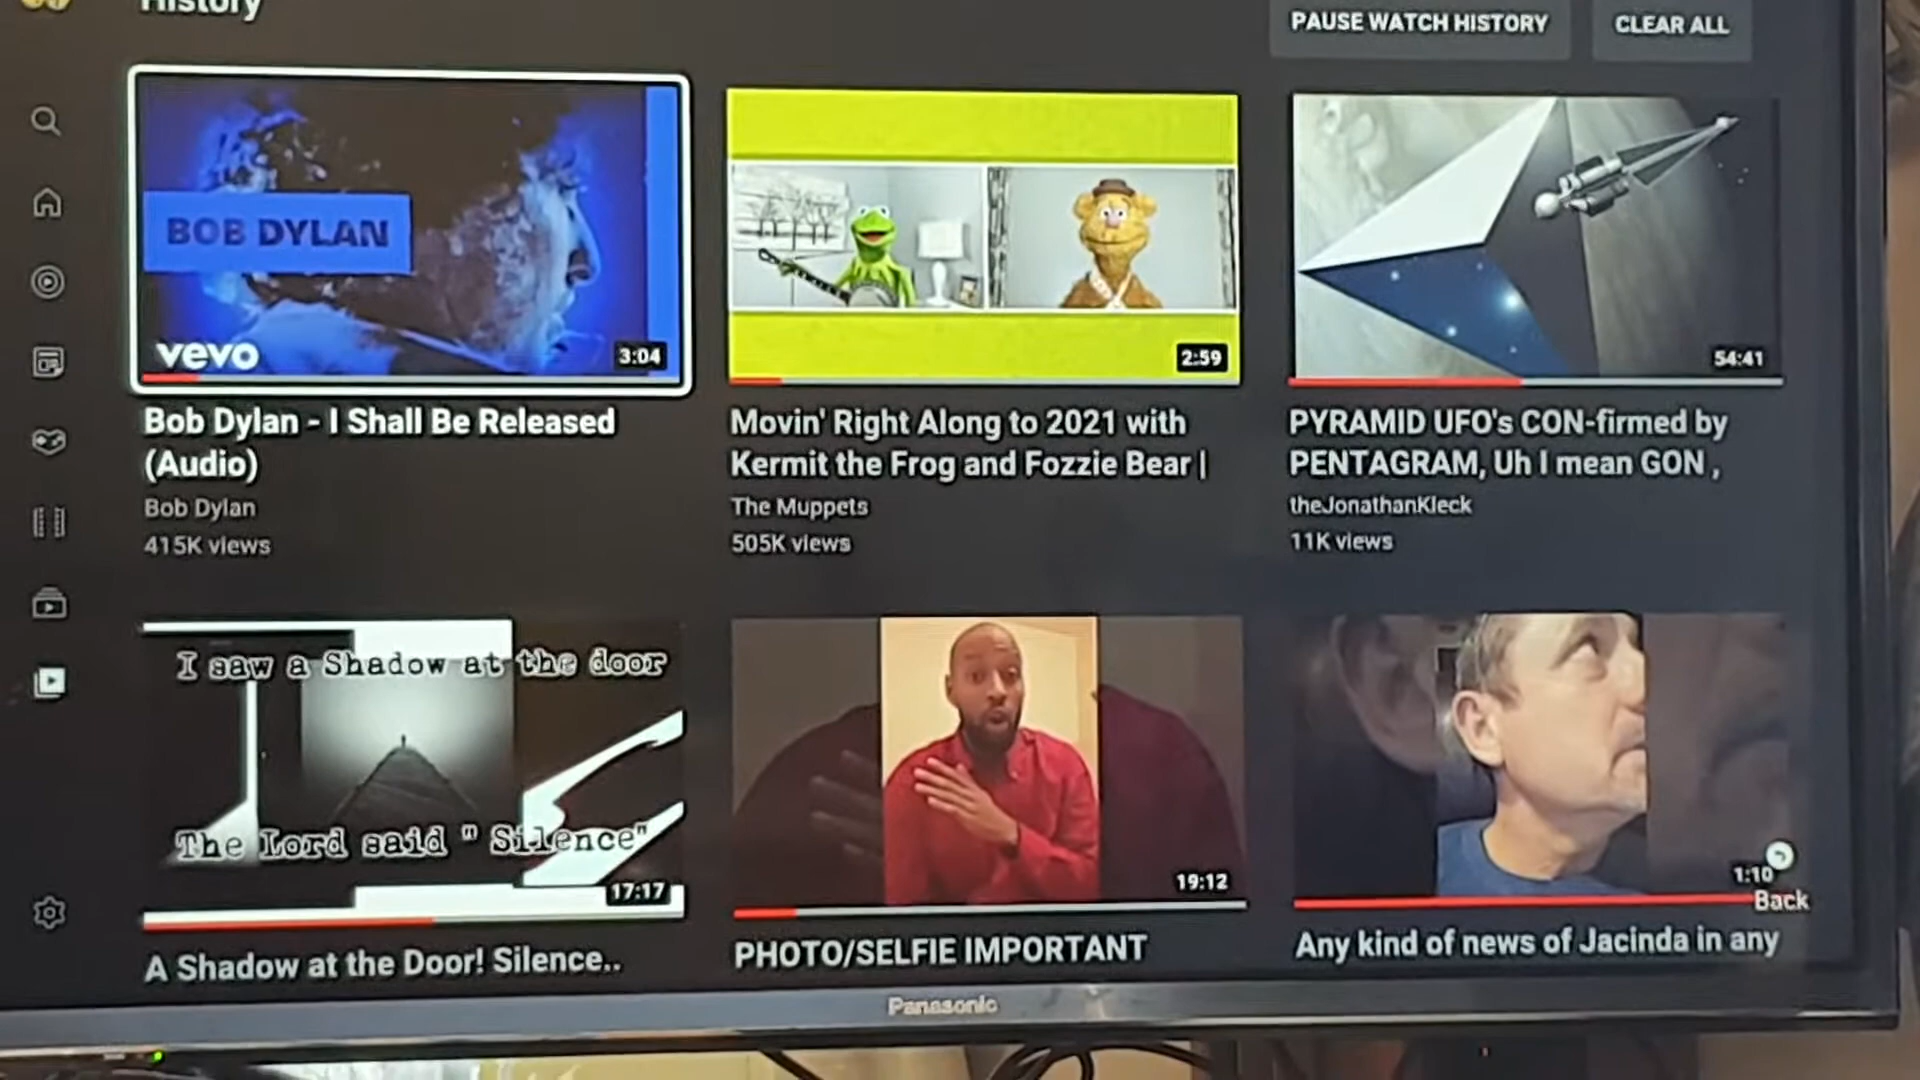 History
PAUSE WATCH HISTORY
CLEAR ALL
BOB DYLAN
vevo
3:04
2:59
54:41
Bob Dylan - I Shall Be Released
(Audio)
Bob Dylan
415K views
Movin' Right Along to 2021 with
Kermit the Frog and Fozzie Bear |
The Muppets
505K views
PYRAMID UFO's CON-firmed by
PENTAGRAM, Uh I mean GON ,
theJonathanKleck
11K views
I saw a Shadow at the door
The Lord said " Silence"
17:17
19:12
1:10
Back
A Shadow at the Door! Silence..
PHOTO/SELFIE IMPORTANT
Any kind of news of Jacinda in any
Panasonic